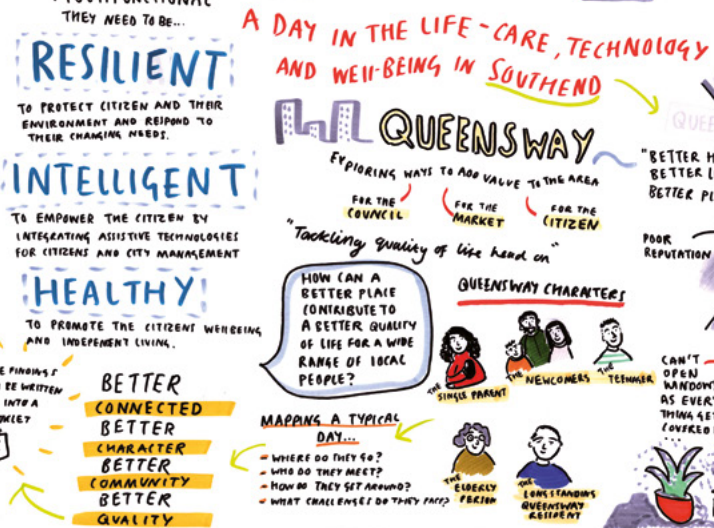 THEY NEED TO BE...
RESILIENT
TO PROTECT CITIZEN AND THEIR
ENVIRONMENT AND RESPOND TO
THEIR CHANGING NEEDS.
INTELLIGENT
TO EMPOWER THE CITIZEN BY
INTEGRATING ASSISTIVE TECHNOLOGIES
FOR CITIZENS AND CITY MANAGEMENT
HEALTHY
TO PROMOTE THE CITIZENS WELLBEING
AND INDEPENENT LIVING.
FINDINGS
BE WRITTEN
INTO A
BETTER
CONNECTED
BETTER
CHARACTER
BETTER
COMMUNITY
BETTER
QUALITY
A DAY IN THE LIFE - CARE, TECHNOLOGY
AND WELL-BEING IN SOUTHEND
QUEENSWAY
EXPLORING WAYS TO ADD VALUE TO THE AREA
FOR THE
COUNCIL
FOR THE
MARKET
FOR THE
CITIZEN
"Tackling quality of life head on"
HOW CAN A
BETTER PLACE
CONTRIBUTE TO
A BETTER QUALITY
OF LIFE FOR A WIDE
RANGE OF LOCAL
PEOPLE?
QUEENSWAY CHARACTERS
THE SINGLE PARENT
THE NEWCOMERS
THE TEENAGER
THE ELDERLY
PERSON
THE LONGSTANDING
QUEENSWAY
RESIDENT
MAPPING A TYPICAL
DAY...
- WHERE DO THEY GO?
- WHO DO THEY MEET?
- HOW DO THEY GET AROUND?
- WHAT CHALLENGES DO THEY FACE?
"BETTER
BETTER
BETTER
POOR
REPUTATION
CAN'T
OPEN
WINDOW
AS EVERY
THING GE
COVERED